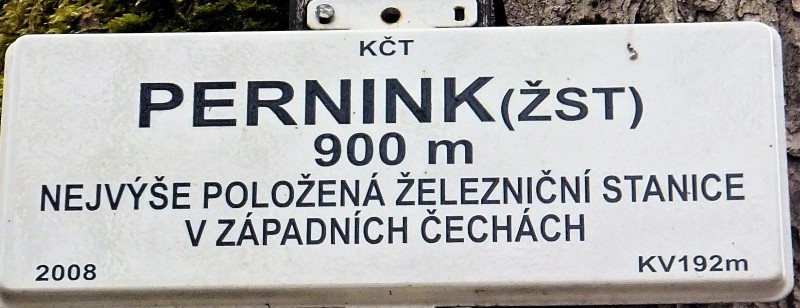 KČT
PERNINK(ŽST)
900 m
NEJVÝŠE POLOŽENÁ ŽELEZNIČNÍ STANICE
V ZÁPADNÍCH ČECHÁCH
2008 KV192m